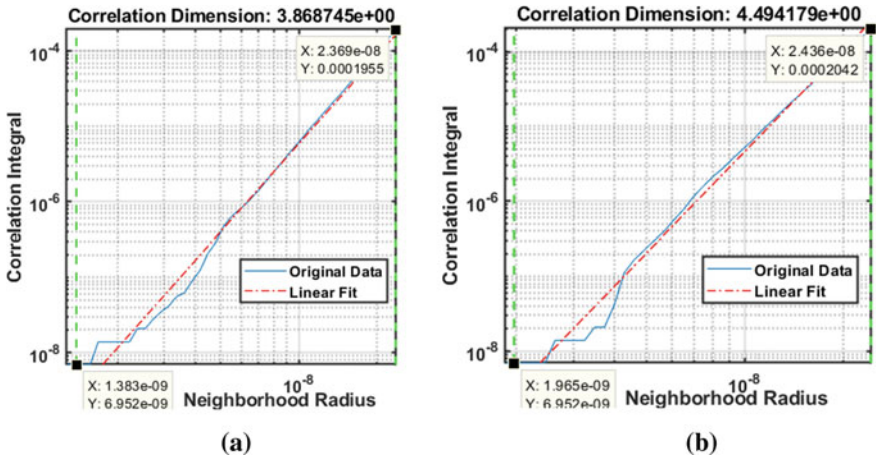 Correlation Dimension: 3.868745e+00
10⁻⁴
X: 2.369e-08
Y: 0.0001955
Correlation Integral
10⁻⁶
Original Data
Linear Fit
10⁻⁸
X: 1.383e-09
Y: 6.952e-09
10⁻⁸
Neighborhood Radius
(a)
Correlation Dimension: 4.494179e+00
10⁻⁴
X: 2.436e-08
Y: 0.0002042
Correlation Integral
10⁻⁶
Original Data
Linear Fit
10⁻⁸
X: 1.965e-09
Y: 6.952e-09
10⁻⁸
Neighborhood Radius
(b)